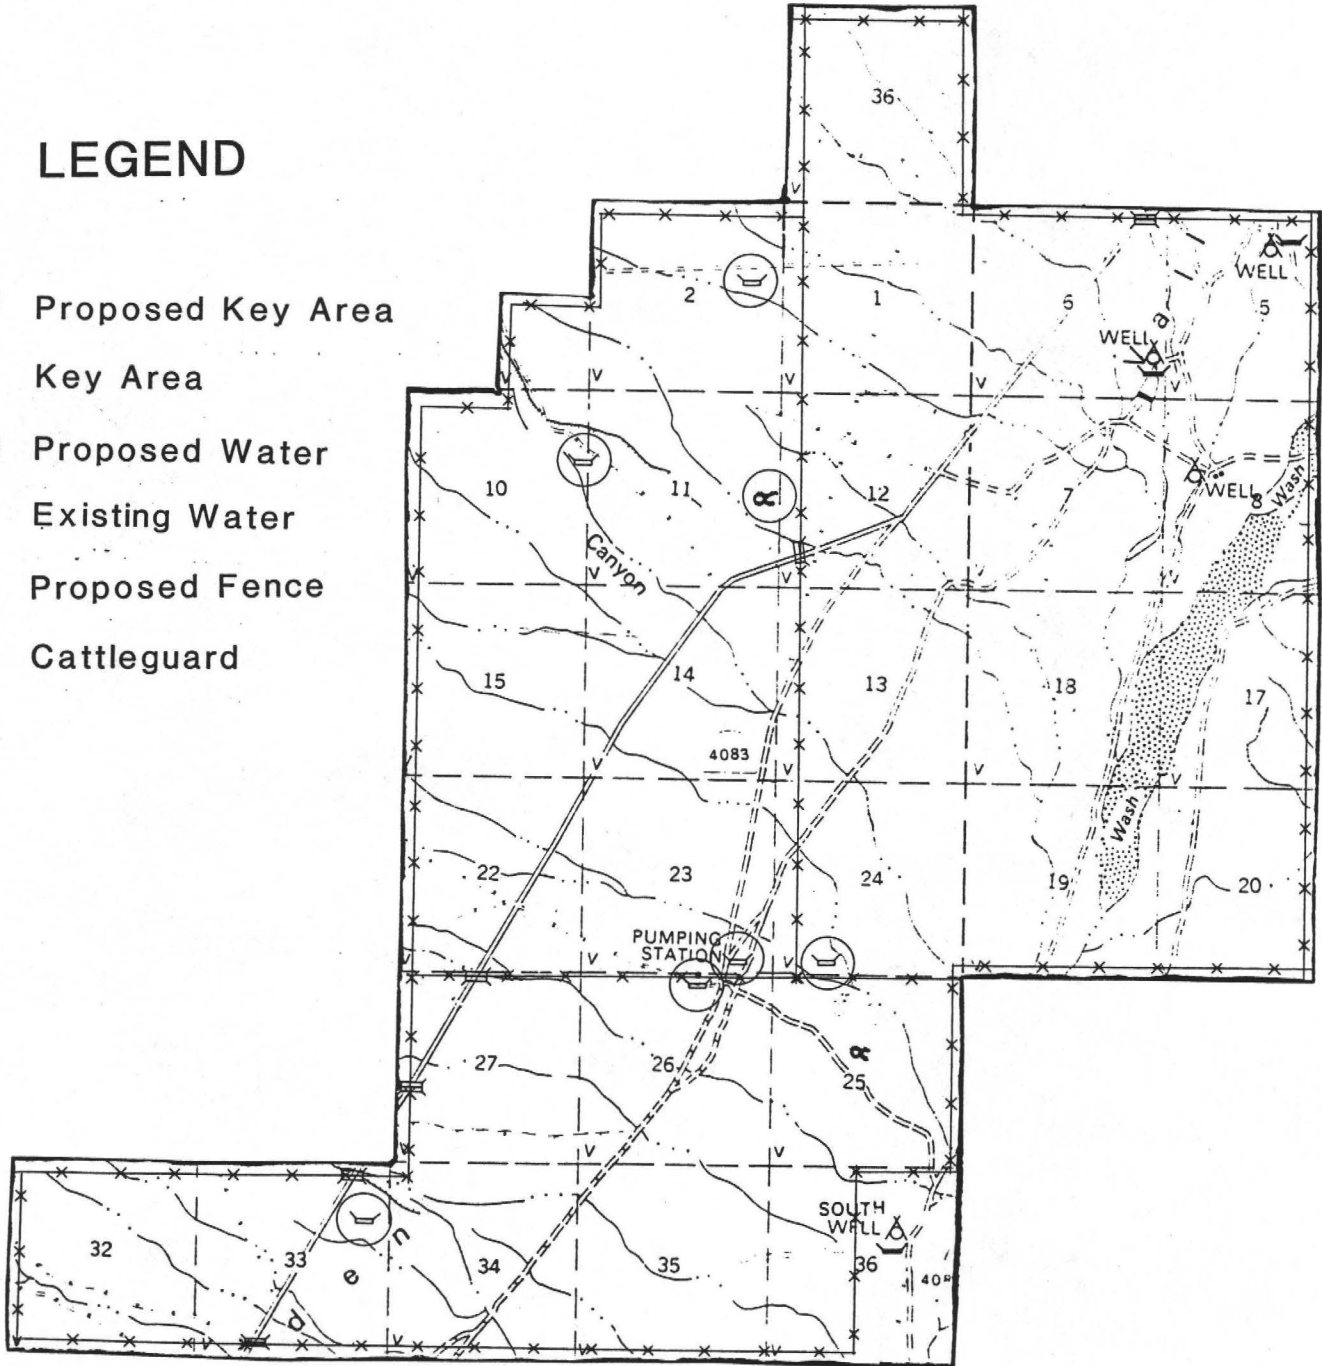 LEGEND
Proposed Key Area
Key Area
Proposed Water
Existing Water
Proposed Fence
Cattleguard
36
2
1
6
5
WELL
WELL
a
l
l
10
11
12
7
8
WELL
Wash
Canyon
15
14
13
18
17
4083
22
23
24
19
20
Wash
PUMPING
STATION
27
26
25
32
33
34
35
36
SOUTH
WELL
d
e
n